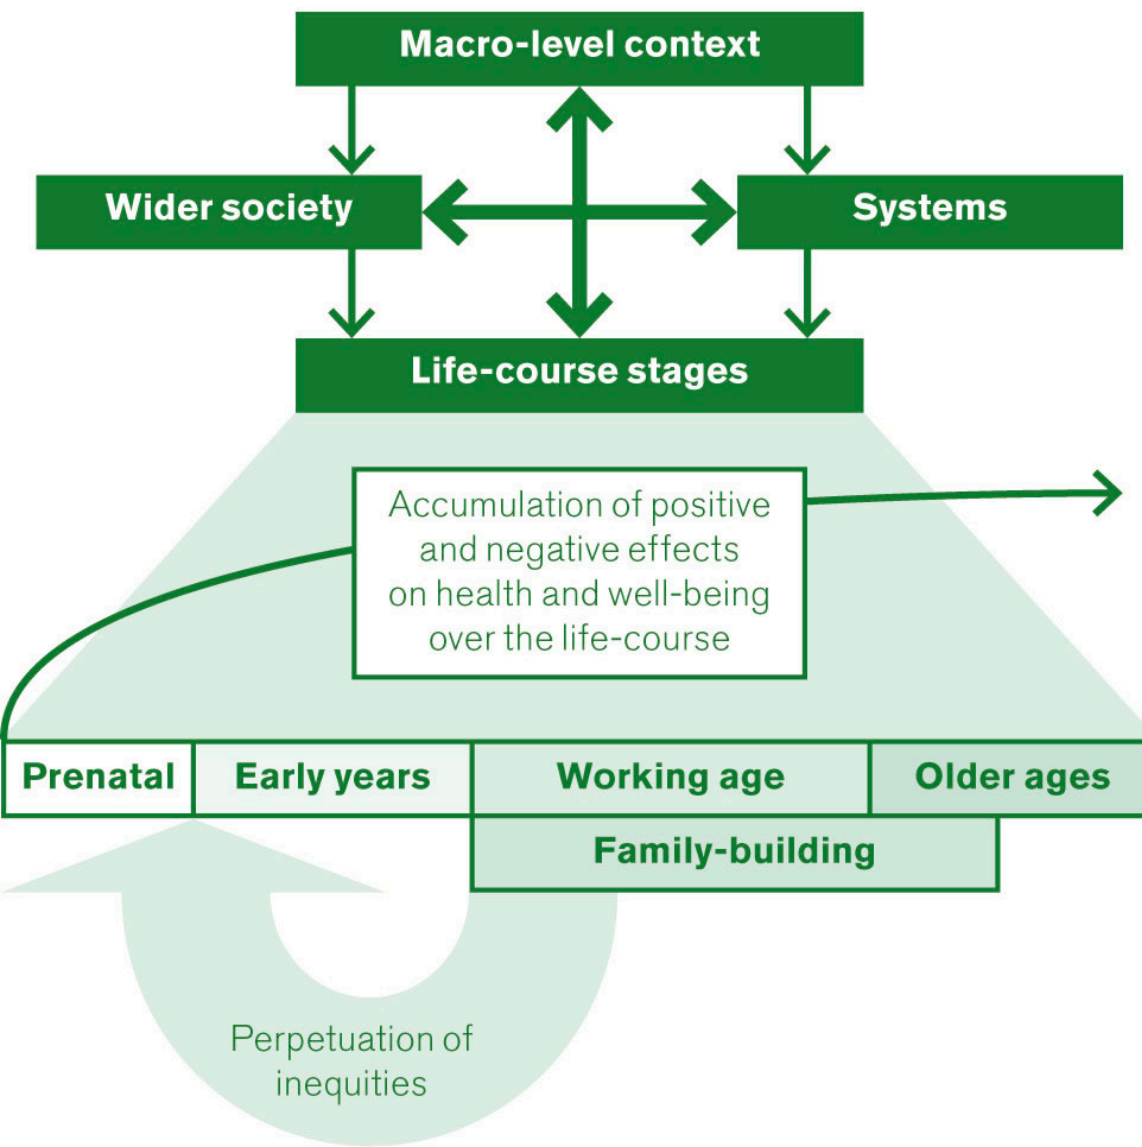 Macro-level context
Wider society
Systems
Life-course stages
Accumulation of positive
and negative effects
on health and well-being
over the life-course
Prenatal
Early years
Working age
Older ages
Family-building
Perpetuation of
inequities